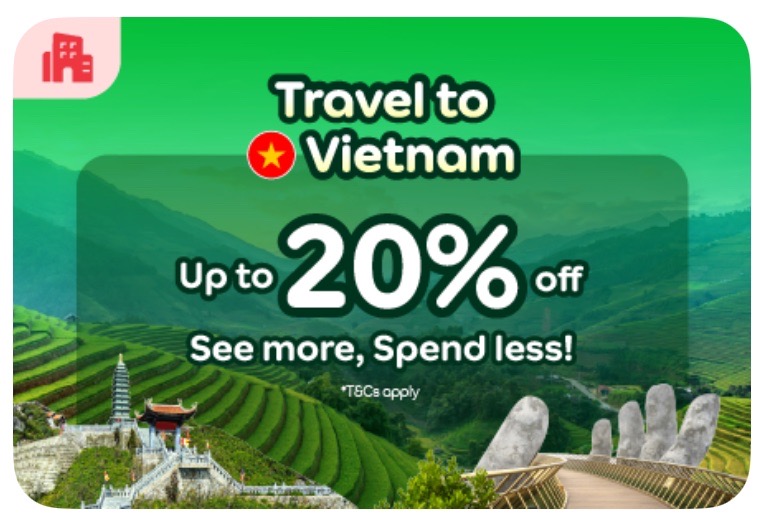 Travel to
Vietnam
Up to 20% off
See more, Spend less!
*T&Cs apply